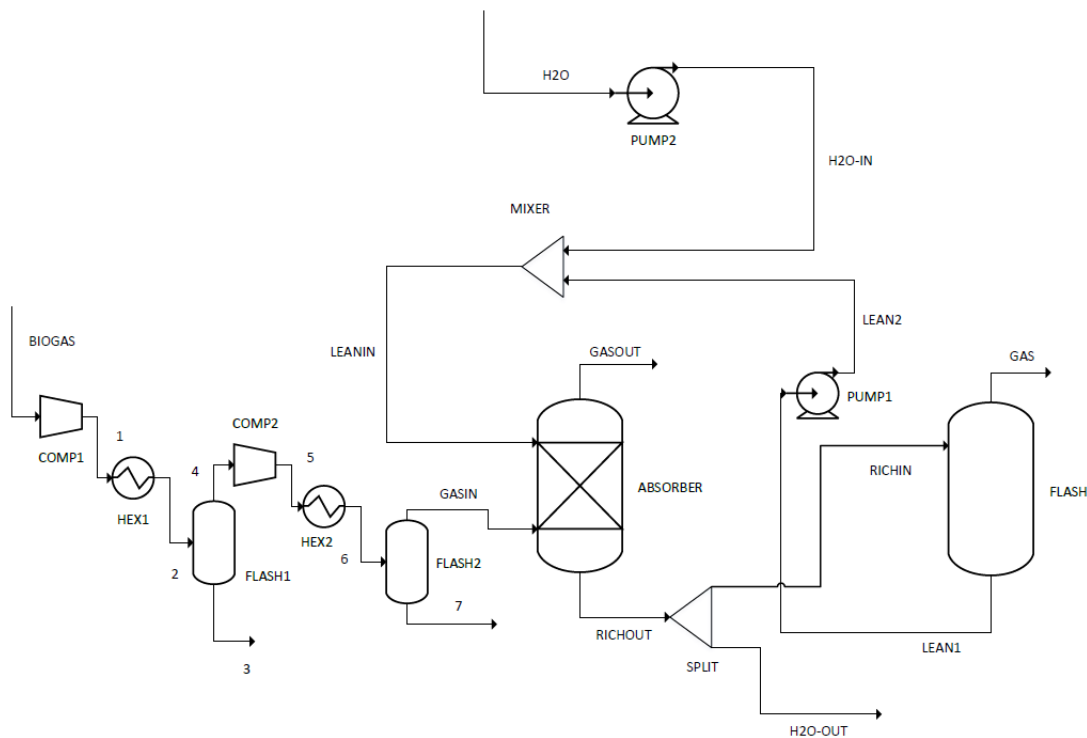 H2O
PUMP2
H2O-IN
MIXER
BIOGAS
LEANIN
GASOUT
LEAN2
GAS
PUMP1
COMP1
1
COMP2
4
5
HEX1
GASIN
ABSORBER
RICHIN
FLASH
HEX2
6
FLASH2
2
FLASH1
7
RICHOUT
LEAN1
3
SPLIT
H2O-OUT